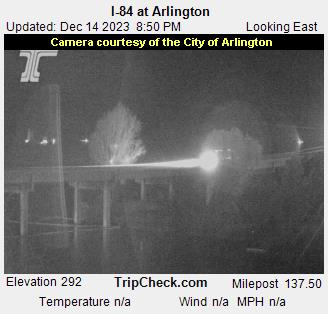 I-84 at Arlington
Updated: Dec 14 2023 8:50 PM Looking East
Camera courtesy of the City of Arlington
Elevation 292 TripCheck.com Milepost 137.50
Temperature n/a Wind n/a MPH n/a